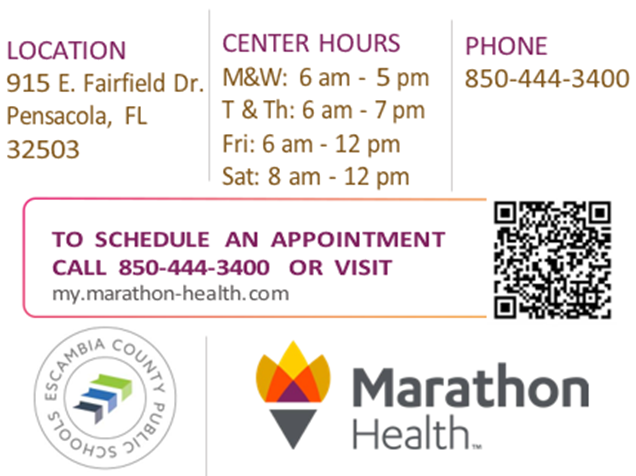 LOCATION
915 E. Fairfield Dr.
Pensacola, FL
32503
CENTER HOURS
M&W: 6 am - 5 pm
T & Th: 6 am - 7 pm
Fri: 6 am - 12 pm
Sat: 8 am - 12 pm
PHONE
850-444-3400
TO SCHEDULE AN APPOINTMENT
CALL 850-444-3400 OR VISIT
my.marathon-health.com
ESCAMBIA COUNTY
PUBLIC SCHOOLS
Marathon
Health™